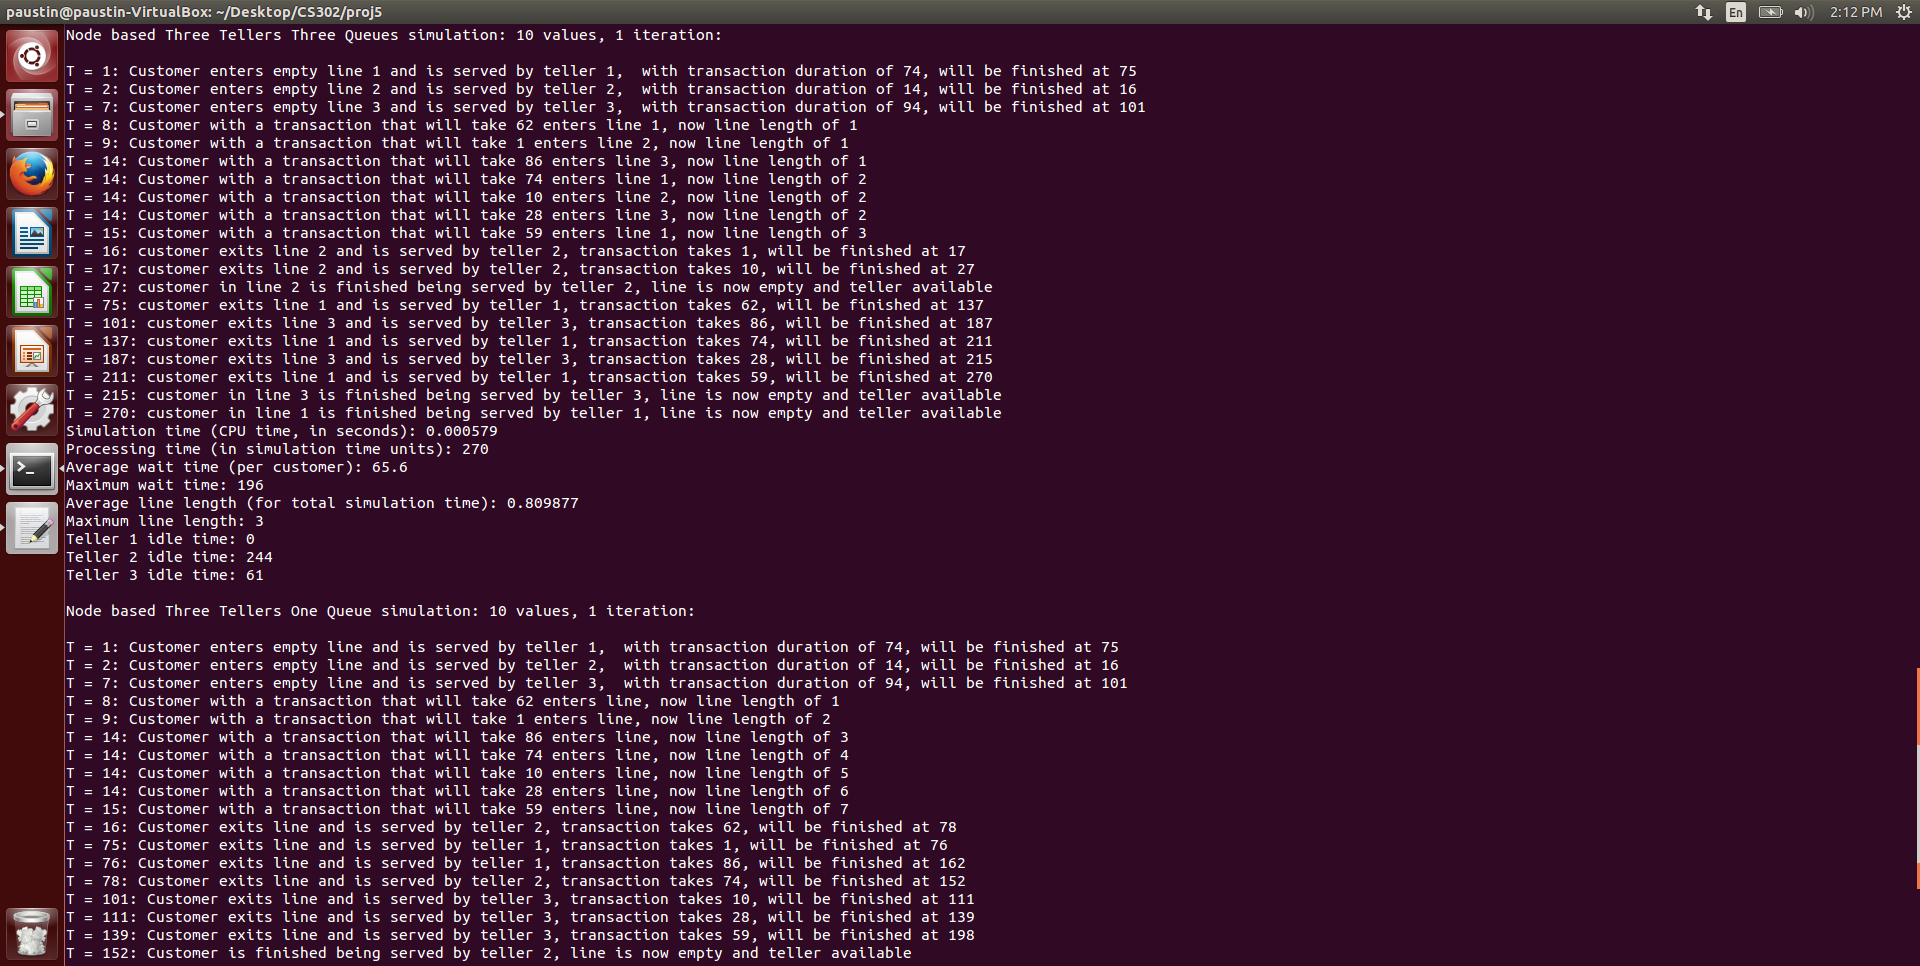 paustin@paustin-VirtualBox: ~/Desktop/CS302/proj5 En 2:12 PM
Node based Three Tellers Three Queues simulation: 10 values, 1 iteration:
T = 1: Customer enters empty line 1 and is served by teller 1,  with transaction duration of 74, will be finished at 75
T = 2: Customer enters empty line 2 and is served by teller 2,  with transaction duration of 14, will be finished at 16
T = 7: Customer enters empty line 3 and is served by teller 3,  with transaction duration of 94, will be finished at 101
T = 8: Customer with a transaction that will take 62 enters line 1, now line length of 1
T = 9: Customer with a transaction that will take 1 enters line 2, now line length of 1
T = 14: Customer with a transaction that will take 86 enters line 3, now line length of 1
T = 14: Customer with a transaction that will take 74 enters line 1, now line length of 2
T = 14: Customer with a transaction that will take 10 enters line 2, now line length of 2
T = 14: Customer with a transaction that will take 28 enters line 3, now line length of 2
T = 15: Customer with a transaction that will take 59 enters line 1, now line length of 3
T = 16: customer exits line 2 and is served by teller 2, transaction takes 1, will be finished at 17
T = 17: customer exits line 2 and is served by teller 2, transaction takes 10, will be finished at 27
T = 27: customer in line 2 is finished being served by teller 2, line is now empty and teller available
T = 75: customer exits line 1 and is served by teller 1, transaction takes 62, will be finished at 137
T = 101: customer exits line 3 and is served by teller 3, transaction takes 86, will be finished at 187
T = 137: customer exits line 1 and is served by teller 1, transaction takes 74, will be finished at 211
T = 187: customer exits line 3 and is served by teller 3, transaction takes 28, will be finished at 215
T = 211: customer exits line 1 and is served by teller 1, transaction takes 59, will be finished at 270
T = 215: customer in line 3 is finished being served by teller 3, line is now empty and teller available
T = 270: customer in line 1 is finished being served by teller 1, line is now empty and teller available
Simulation time (CPU time, in seconds): 0.000579
Processing time (in simulation time units): 270
Average wait time (per customer): 65.6
Maximum wait time: 196
Average line length (for total simulation time): 0.809877
Maximum line length: 3
Teller 1 idle time: 0
Teller 2 idle time: 244
Teller 3 idle time: 61
Node based Three Tellers One Queue simulation: 10 values, 1 iteration:
T = 1: Customer enters empty line and is served by teller 1,  with transaction duration of 74, will be finished at 75
T = 2: Customer enters empty line and is served by teller 2,  with transaction duration of 14, will be finished at 16
T = 7: Customer enters empty line and is served by teller 3,  with transaction duration of 94, will be finished at 101
T = 8: Customer with a transaction that will take 62 enters line, now line length of 1
T = 9: Customer with a transaction that will take 1 enters line, now line length of 2
T = 14: Customer with a transaction that will take 86 enters line, now line length of 3
T = 14: Customer with a transaction that will take 74 enters line, now line length of 4
T = 14: Customer with a transaction that will take 10 enters line, now line length of 5
T = 14: Customer with a transaction that will take 28 enters line, now line length of 6
T = 15: Customer with a transaction that will take 59 enters line, now line length of 7
T = 16: Customer exits line and is served by teller 2, transaction takes 62, will be finished at 78
T = 75: Customer exits line and is served by teller 1, transaction takes 1, will be finished at 76
T = 76: Customer exits line and is served by teller 1, transaction takes 86, will be finished at 162
T = 78: Customer exits line and is served by teller 2, transaction takes 74, will be finished at 152
T = 101: Customer exits line and is served by teller 3, transaction takes 10, will be finished at 111
T = 111: Customer exits line and is served by teller 3, transaction takes 28, will be finished at 139
T = 139: Customer exits line and is served by teller 3, transaction takes 59, will be finished at 198
T = 152: Customer is finished being served by teller 2, line is now empty and teller available